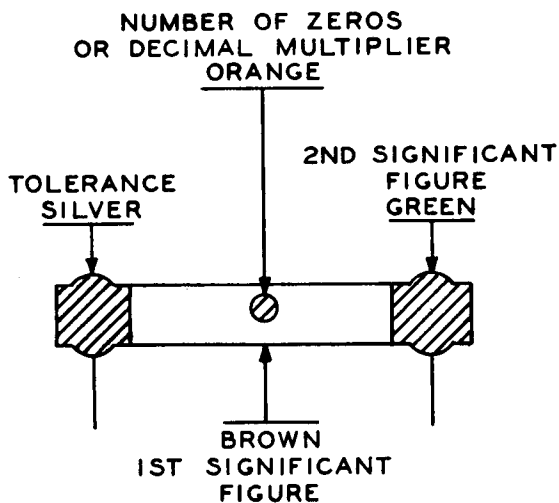 NUMBER OF ZEROS
OR DECIMAL MULTIPLIER
ORANGE
2ND SIGNIFICANT
FIGURE
GREEN
TOLERANCE
SILVER
BROWN
1ST SIGNIFICANT
FIGURE